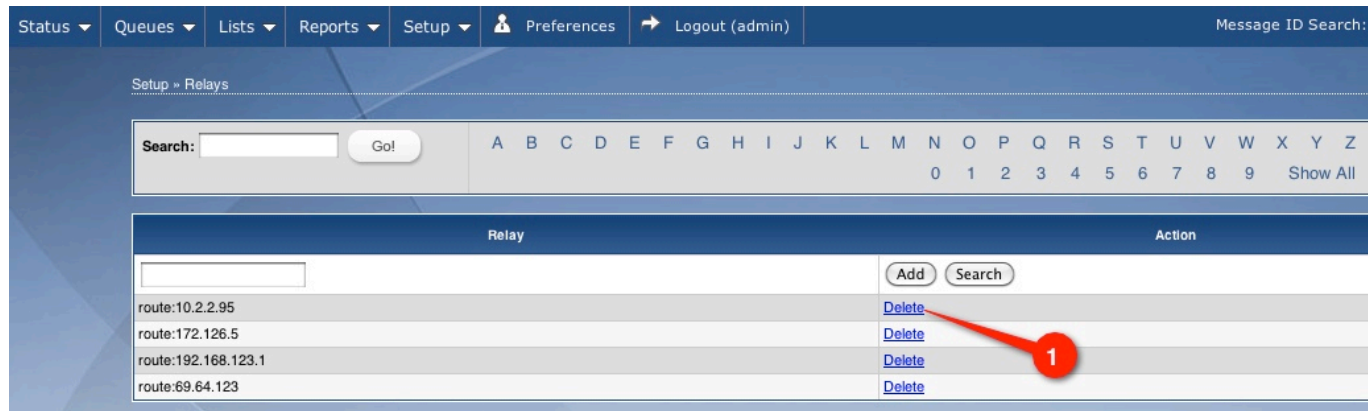 Status Queues Lists Reports Setup Preferences Logout (admin) Message ID Search:
Setup » Relays
Search: Go! A B C D E F G H I J K L M N O P Q R S T U V W X Y Z
0 1 2 3 4 5 6 7 8 9 Show All
Relay Action
Add Search
route:10.2.2.95 Delete
route:172.126.5 Delete
route:192.168.123.1 Delete
1
route:69.64.123 Delete